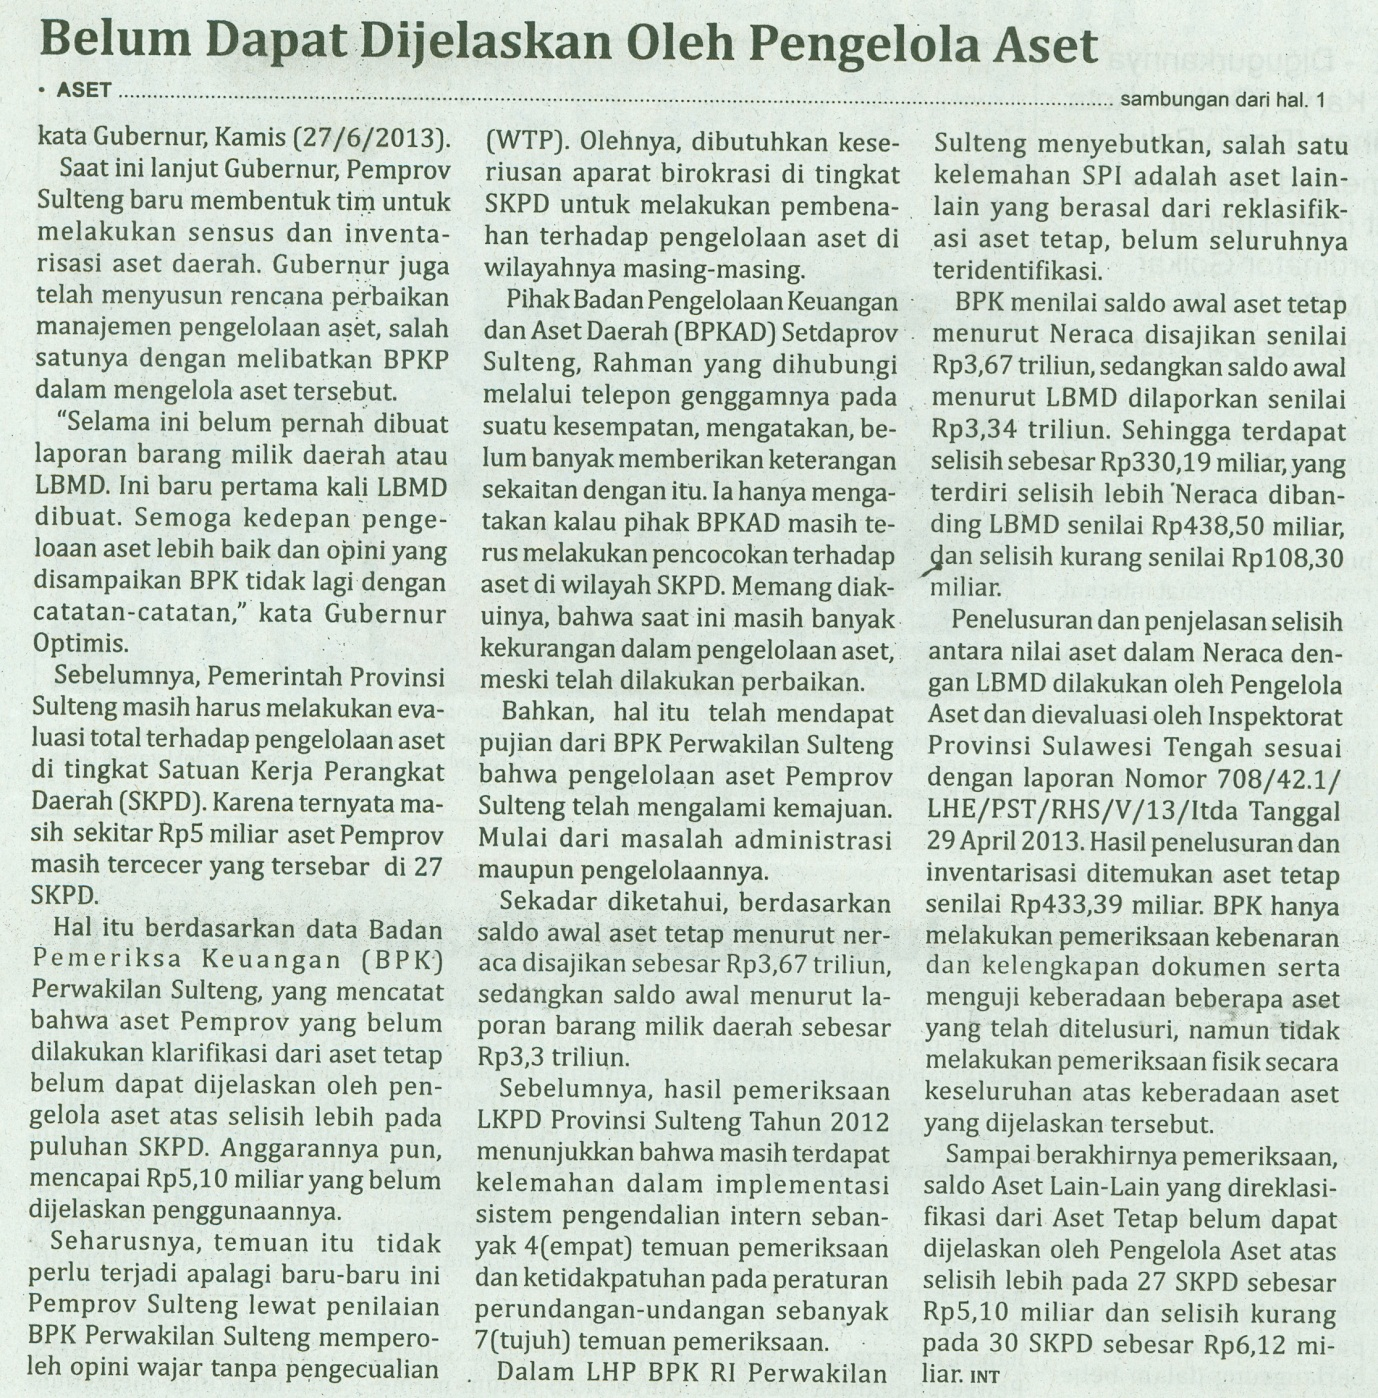 Belum Dapat Dijelaskan Oleh Pengelola Aset
• ASET ........................................ sambungan dari hal. 1
kata Gubernur, Kamis (27/6/2013).
Saat ini lanjut Gubernur, Pemprov
Sulteng baru membentuk tim untuk
melakukan sensus dan inventa-
risasi aset daerah. Gubernur juga
telah menyusun rencana perbaikan
manajemen pengelolaan aset, salah
satunya dengan melibatkan BPKP
dalam mengelola aset tersebut.
“Selama ini belum pernah dibuat
laporan barang milik daerah atau
LBMD. Ini baru pertama kali LBMD
dibuat. Semoga kedepan penge-
loaan aset lebih baik dan opini yang
disampaikan BPK tidak lagi dengan
catatan-catatan,” kata Gubernur
Optimis.
Sebelumnya, Pemerintah Provinsi
Sulteng masih harus melakukan eva-
luasi total terhadap pengelolaan aset
di tingkat Satuan Kerja Perangkat
Daerah (SKPD). Karena ternyata ma-
sih sekitar Rp5 miliar aset Pemprov
masih tercecer yang tersebar di 27
SKPD.
Hal itu berdasarkan data Badan
Pemeriksa Keuangan (BPK)
Perwakilan Sulteng, yang mencatat
bahwa aset Pemprov yang belum
dilakukan klarifikasi dari aset tetap
belum dapat dijelaskan oleh pen-
gelola aset atas selisih lebih pada
puluhan SKPD. Anggarannya pun,
mencapai Rp5,10 miliar yang belum
dijelaskan penggunaannya.
Seharusnya, temuan itu tidak
perlu terjadi apalagi baru-baru ini
Pemprov Sulteng lewat penilaian
BPK Perwakilan Sulteng mempero-
leh opini wajar tanpa pengecualian
(WTP). Olehnya, dibutuhkan kese-
riusan aparat birokrasi di tingkat
SKPD untuk melakukan pembena-
han terhadap pengelolaan aset di
wilayahnya masing-masing.
Pihak Badan Pengelolaan Keuangan
dan Aset Daerah (BPKAD) Setdaprov
Sulteng, Rahman yang dihubungi
melalui telepon genggamnya pada
suatu kesempatan, mengatakan, be-
lum banyak memberikan keterangan
sekaitan dengan itu. Ia hanya menga-
takan kalau pihak BPKAD masih te-
rus melakukan pencocokan terhadap
aset di wilayah SKPD. Memang diak-
uinya, bahwa saat ini masih banyak
kekurangan dalam pengelolaan aset,
meski telah dilakukan perbaikan.
Bahkan, hal itu telah mendapat
pujian dari BPK Perwakilan Sulteng
bahwa pengelolaan aset Pemprov
Sulteng telah mengalami kemajuan.
Mulai dari masalah administrasi
maupun pengelolaannya.
Sekadar diketahui, berdasarkan
saldo awal aset tetap menurut ner-
aca disajikan sebesar Rp3,67 triliun,
sedangkan saldo awal menurut la-
poran barang milik daerah sebesar
Rp3,3 triliun.
Sebelumnya, hasil pemeriksaan
LKPD Provinsi Sulteng Tahun 2012
menunjukkan bahwa masih terdapat
kelemahan dalam implementasi
sistem pengendalian intern seban-
yak 4(empat) temuan pemeriksaan
dan ketidakpatuhan pada peraturan
perundangan-undangan sebanyak
7(tujuh) temuan pemeriksaan.
Dalam LHP BPK RI Perwakilan
Sulteng menyebutkan, salah satu
kelemahan SPI adalah aset lain-
lain yang berasal dari reklasifik-
asi aset tetap, belum seluruhnya
teridentifikasi.
BPK menilai saldo awal aset tetap
menurut Neraca disajikan senilai
Rp3,67 triliun, sedangkan saldo awal
menurut LBMD dilaporkan senilai
Rp3,34 triliun. Sehingga terdapat
selisih sebesar Rp330,19 miliar, yang
terdiri selisih lebih Neraca diban-
ding LBMD senilai Rp438,50 miliar,
dan selisih kurang senilai Rp108,30
miliar.
Penelusuran dan penjelasan selisih
antara nilai aset dalam Neraca den-
gan LBMD dilakukan oleh Pengelola
Aset dan dievaluasi oleh Inspektorat
Provinsi Sulawesi Tengah sesuai
dengan laporan Nomor 708/42.1/
LHE/PST/RHS/V/13/Itda Tanggal
29 April 2013. Hasil penelusuran dan
inventarisasi ditemukan aset tetap
senilai Rp433,39 miliar. BPK hanya
melakukan pemeriksaan kebenaran
dan kelengkapan dokumen serta
menguji keberadaan beberapa aset
yang telah ditelusuri, namun tidak
melakukan pemeriksaan fisik secara
keseluruhan atas keberadaan aset
yang dijelaskan tersebut.
Sampai berakhirnya pemeriksaan,
saldo Aset Lain-Lain yang direklasi-
fikasi dari Aset Tetap belum dapat
dijelaskan oleh Pengelola Aset atas
selisih lebih pada 27 SKPD sebesar
Rp5,10 miliar dan selisih kurang
pada 30 SKPD sebesar Rp6,12 mi-
liar. INT